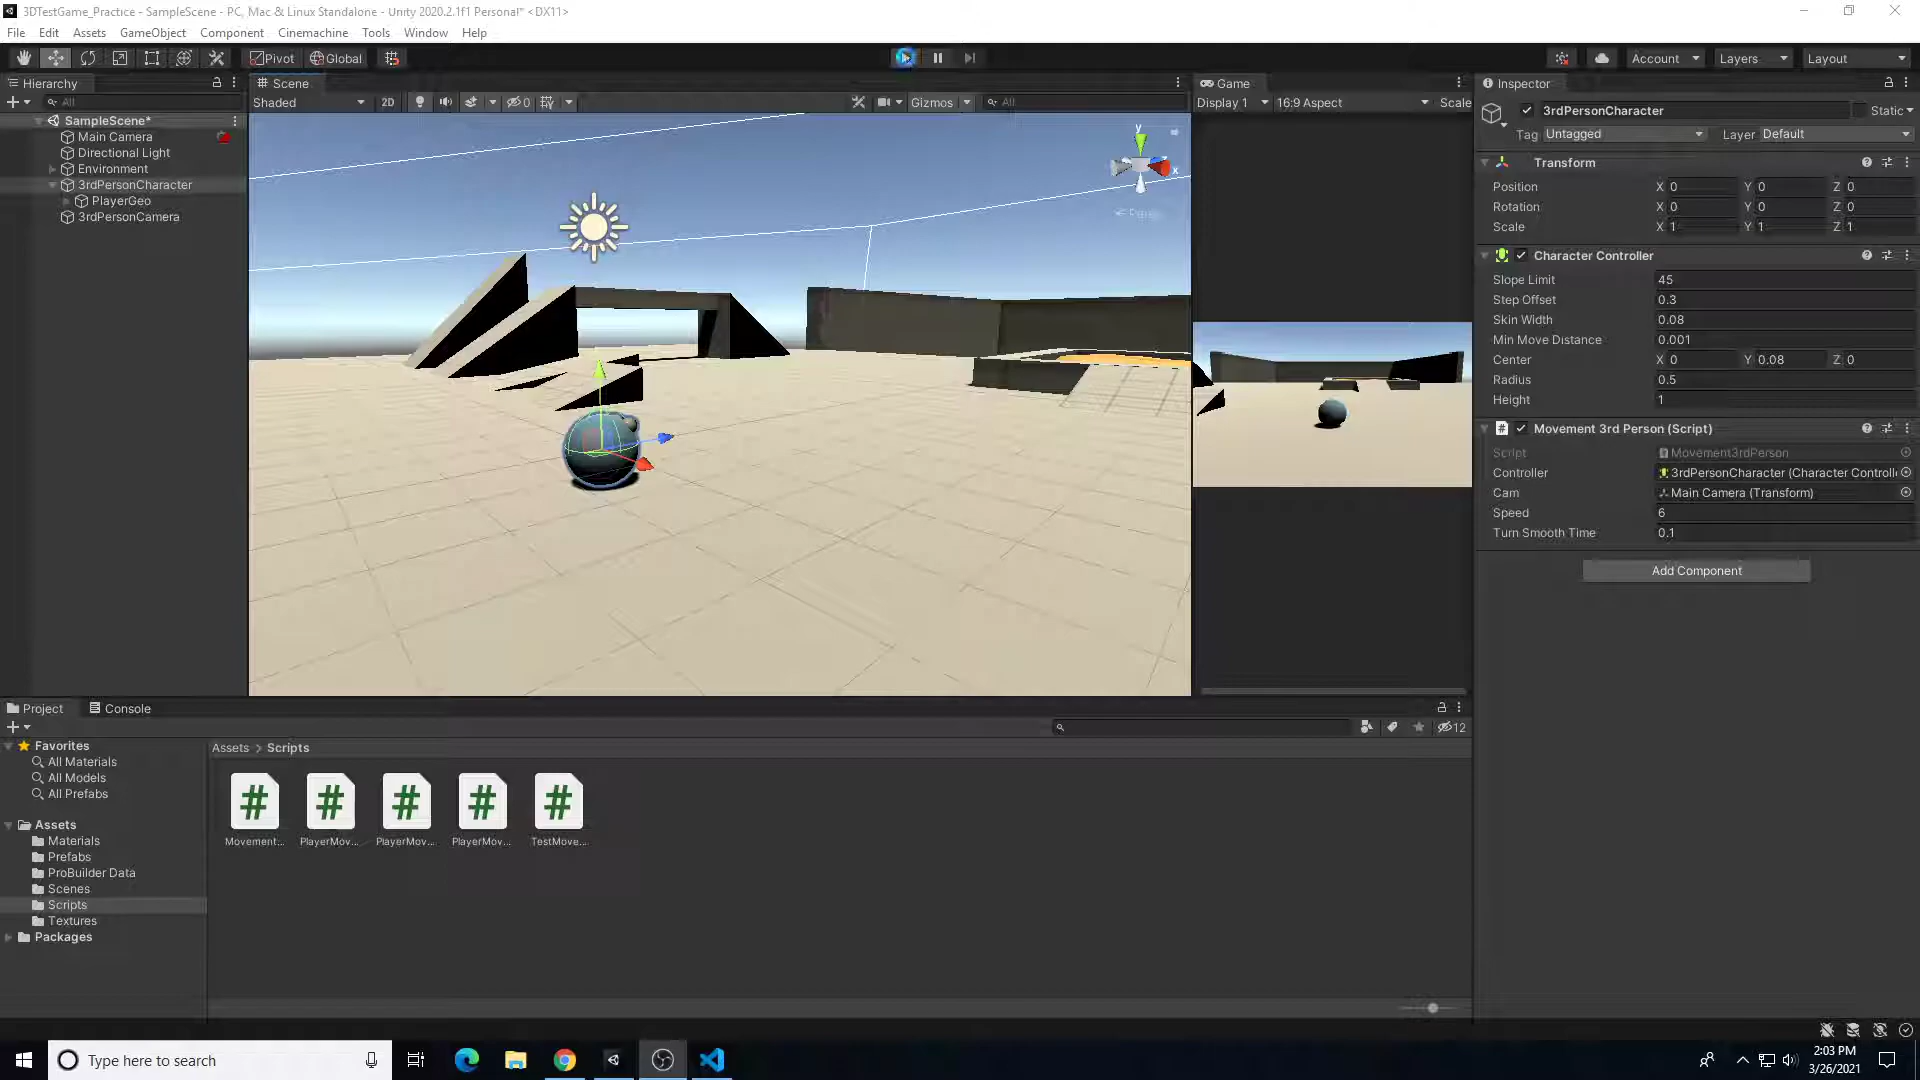 3DTestGame_Practice - SampleScene - PC, Mac & Linux Standalone - Unity 2020.2.1f1 Personal* <DX11>
File Edit Assets GameObject Component Cinemachine Tools Window Help
Pivot Global Account Layers Layout
Hierarchy
All
SampleScene*
Main Camera
Directional Light
Environment
3rdPersonCharacter
PlayerGeo
3rdPersonCamera
Scene
Shaded 2D 0 Gizmos All
y
x
Persp
Game
Display 1 16:9 Aspect Scale
Inspector
3rdPersonCharacter Static
Tag Untagged Layer Default
Transform
Position X 0 Y 0 Z 0
Rotation X 0 Y 0 Z 0
Scale X 1 Y 1 Z 1
Character Controller
Slope Limit 45
Step Offset 0.3
Skin Width 0.08
Min Move Distance 0.001
Center X 0 Y 0.08 Z 0
Radius 0.5
Height 1
# Movement 3rd Person (Script)
Script Movement3rdPerson
Controller 3rdPersonCharacter (Character Controlle
Cam Main Camera (Transform)
Speed 6
Turn Smooth Time 0.1
Add Component
Project Console
12
Favorites
All Materials
All Models
All Prefabs
Assets
Materials
Prefabs
ProBuilder Data
Scenes
Scripts
Textures
Packages
Assets > Scripts
# # # # #
Movement... PlayerMov... PlayerMov... PlayerMov... TestMove...
Type here to search
2:03 PM
3/26/2021